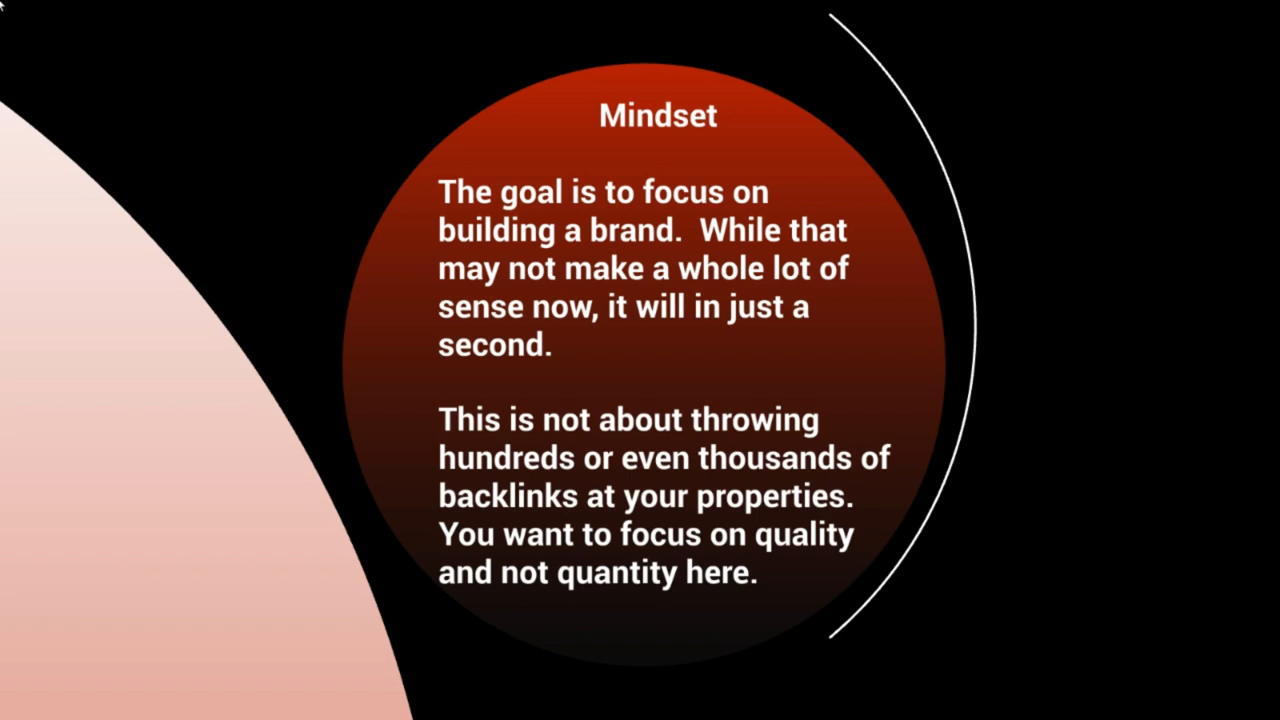 Mindset
The goal is to focus on
building a brand.  While that
may not make a whole lot of
sense now, it will in just a
second.
This is not about throwing
hundreds or even thousands of
backlinks at your properties.
You want to focus on quality
and not quantity here.